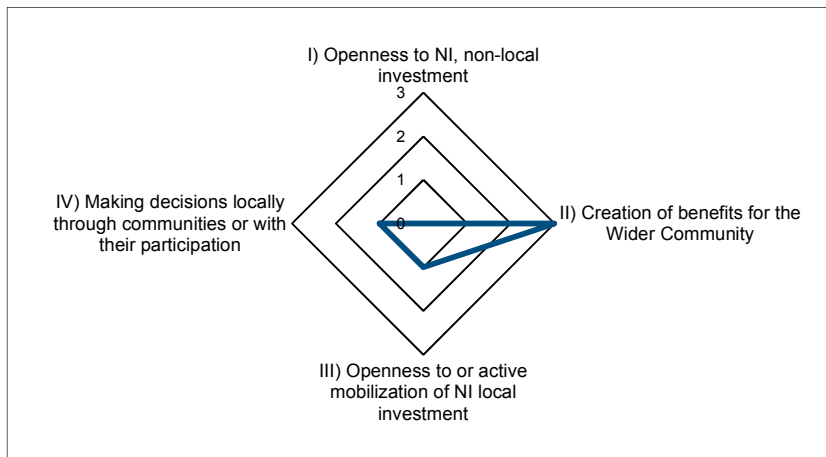 I) Openness to NI, non-local
investment
3
2
1
0
IV) Making decisions locally
through communities or with
their participation
II) Creation of benefits for the
Wider Community
III) Openness to or active
mobilization of NI local
investment